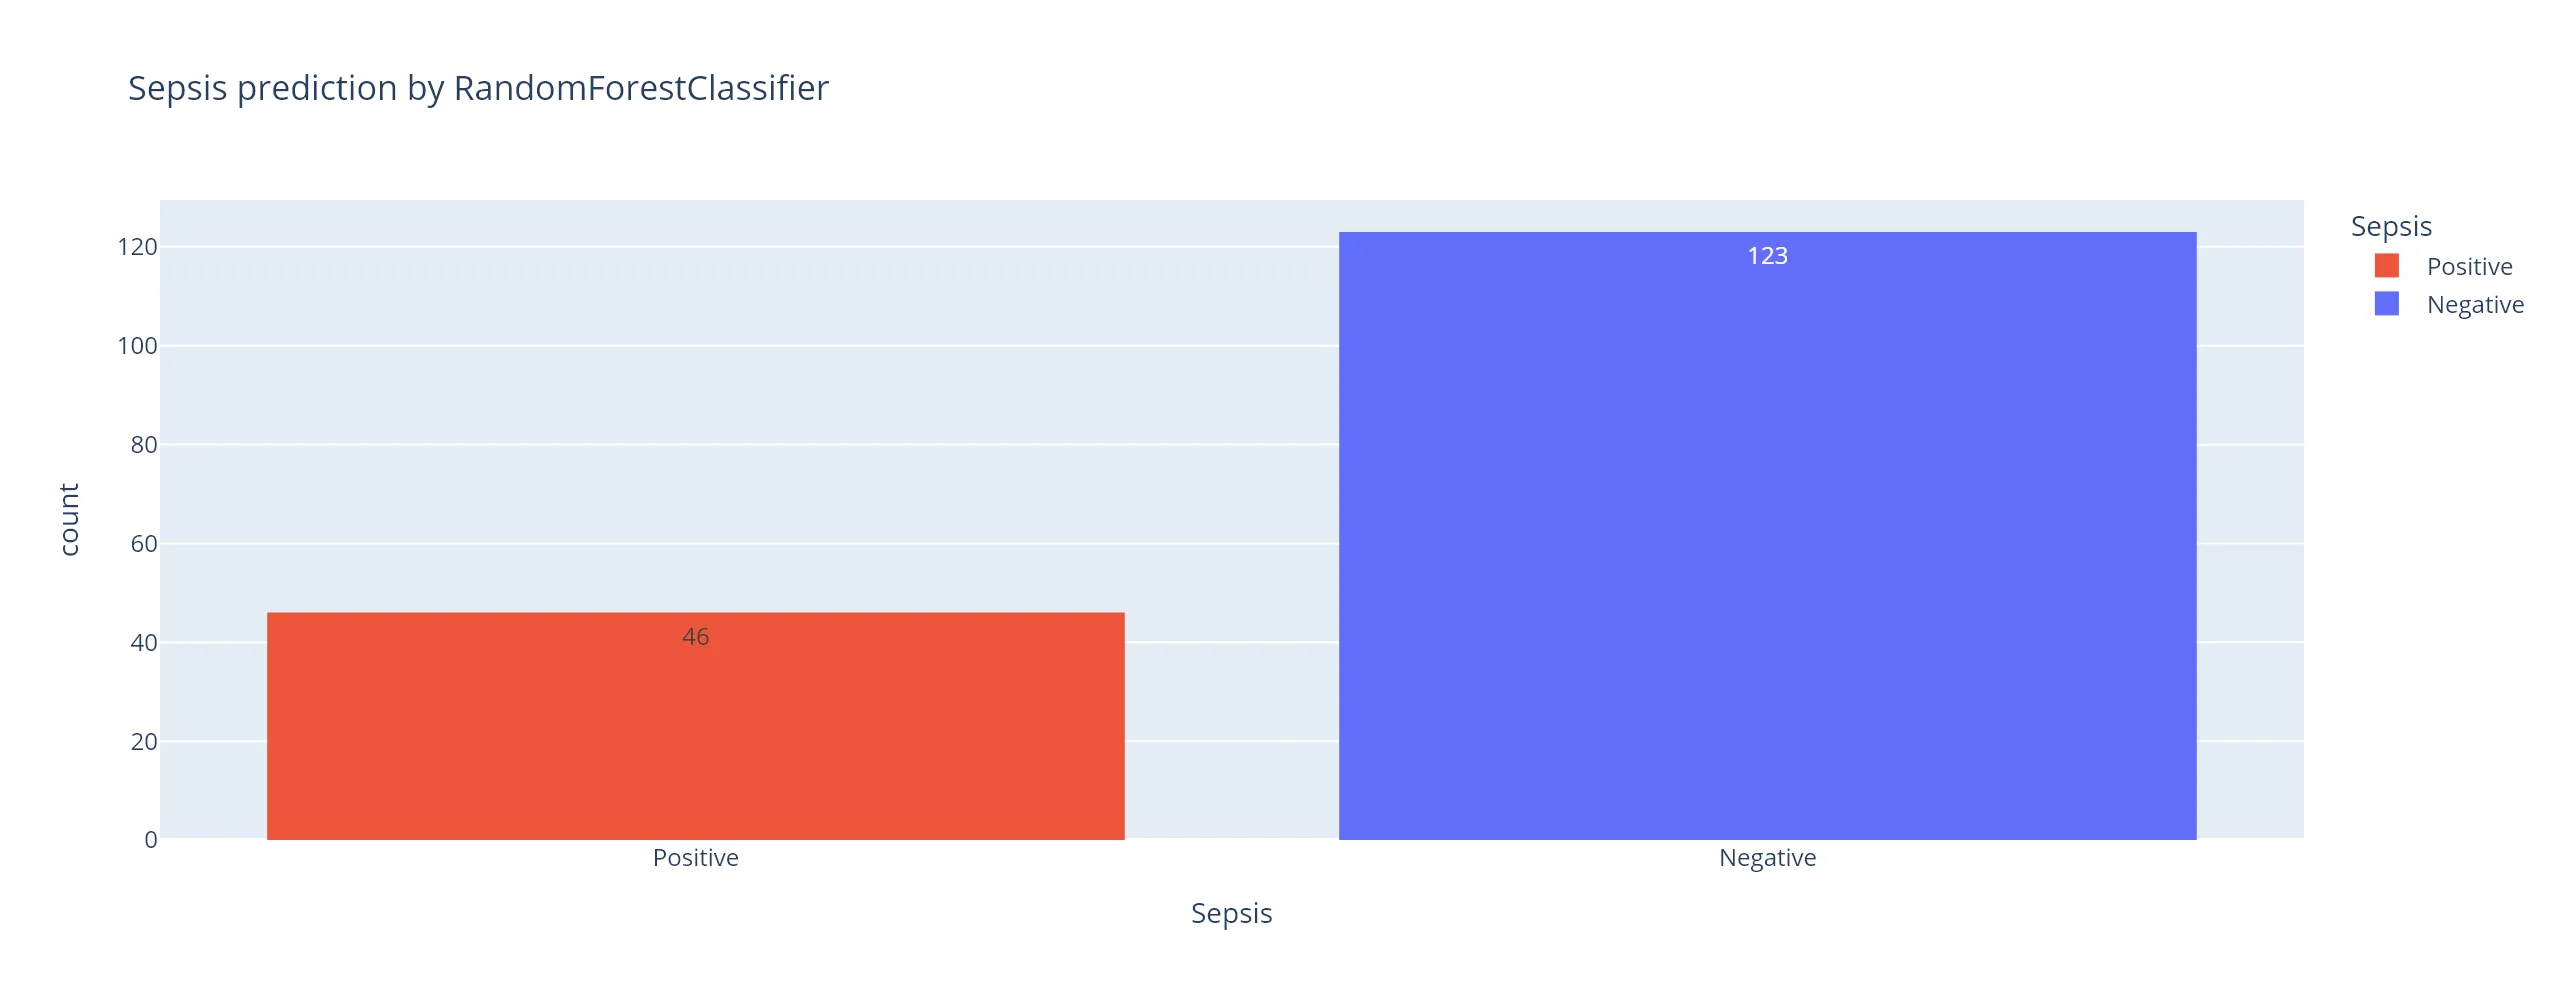 Sepsis prediction by RandomForestClassifier
120
100
80
60
40
20
0
count
46
123
Positive
Negative
Sepsis
Sepsis
Positive
Negative